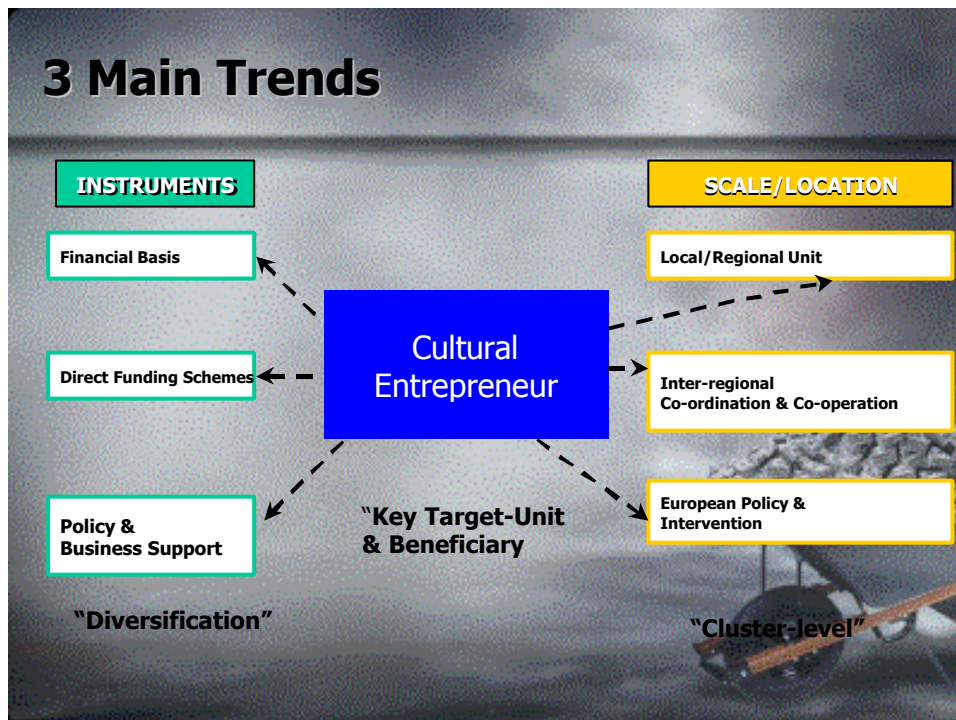 3 Main Trends
INSTRUMENTS
SCALE/LOCATION
Financial Basis
Local/Regional Unit
Cultural
Entrepreneur
Direct Funding Schemes
Inter-regional
Co-ordination & Co-operation
Policy &
Business Support
“Key Target-Unit
& Beneficiary
European Policy &
Intervention
“Diversification”
“Cluster-level”